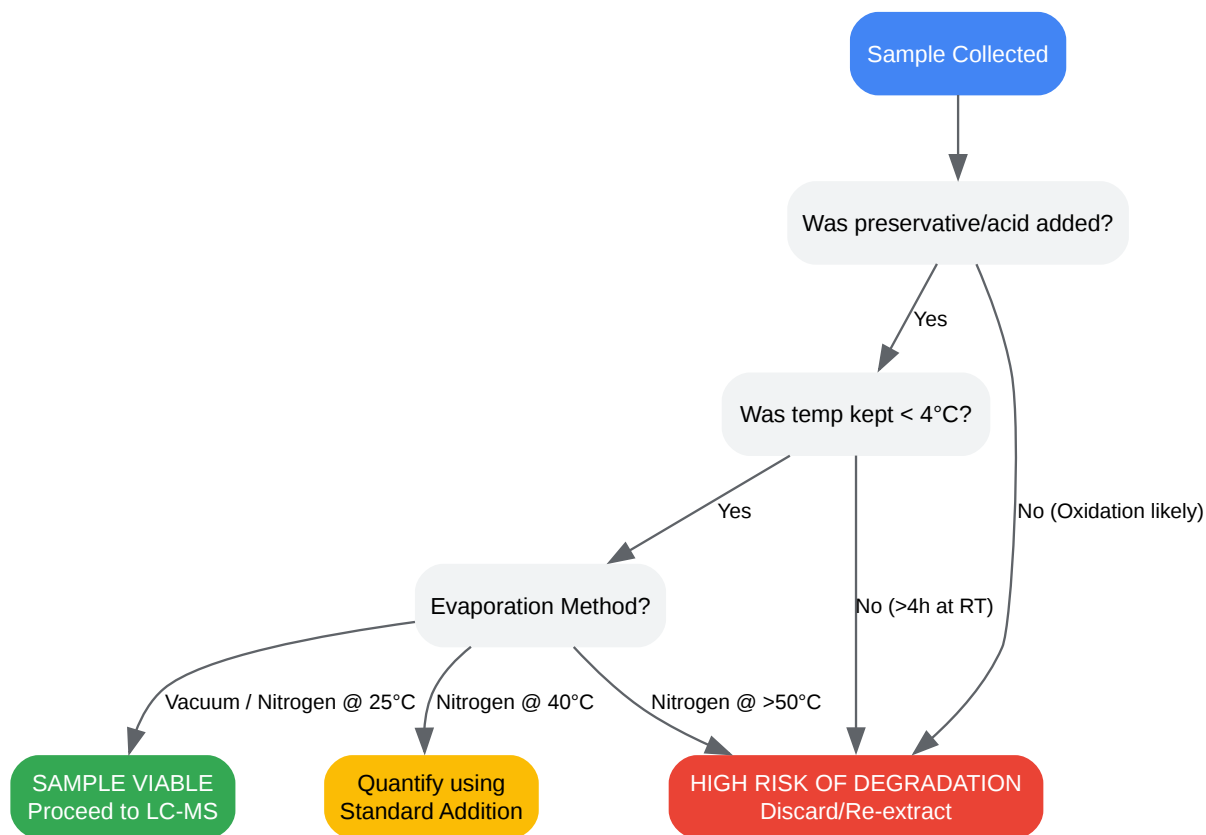 Sample Collected
Was preservative/acid added?
Yes
Was temp kept < 4°C?
Yes
No (Oxidation likely)
Evaporation Method?
No (>4h at RT)
Vacuum / Nitrogen @ 25°C
Nitrogen @ 40°C
Nitrogen @ >50°C
SAMPLE VIABLE
Proceed to LC-MS
Quantify using
Standard Addition
HIGH RISK OF DEGRADATION
Discard/Re-extract